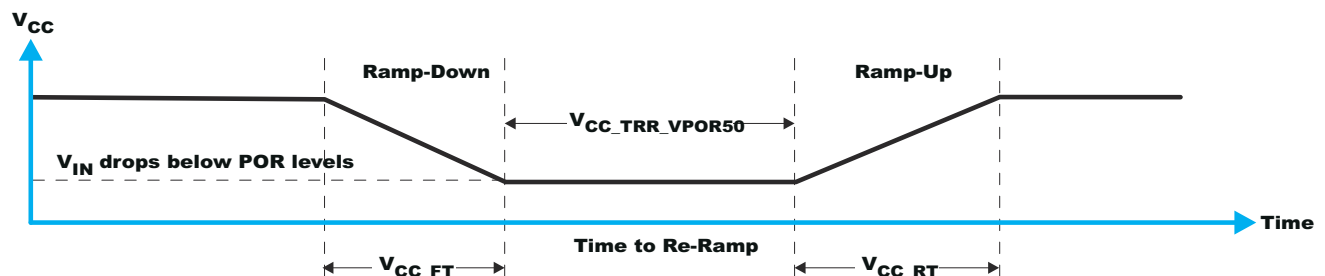 VCC
Ramp-Down
Ramp-Up
VCC_TRR_VPOR50
VIN drops below POR levels
Time
Time to Re-Ramp
VCC_FT
VCC_RT